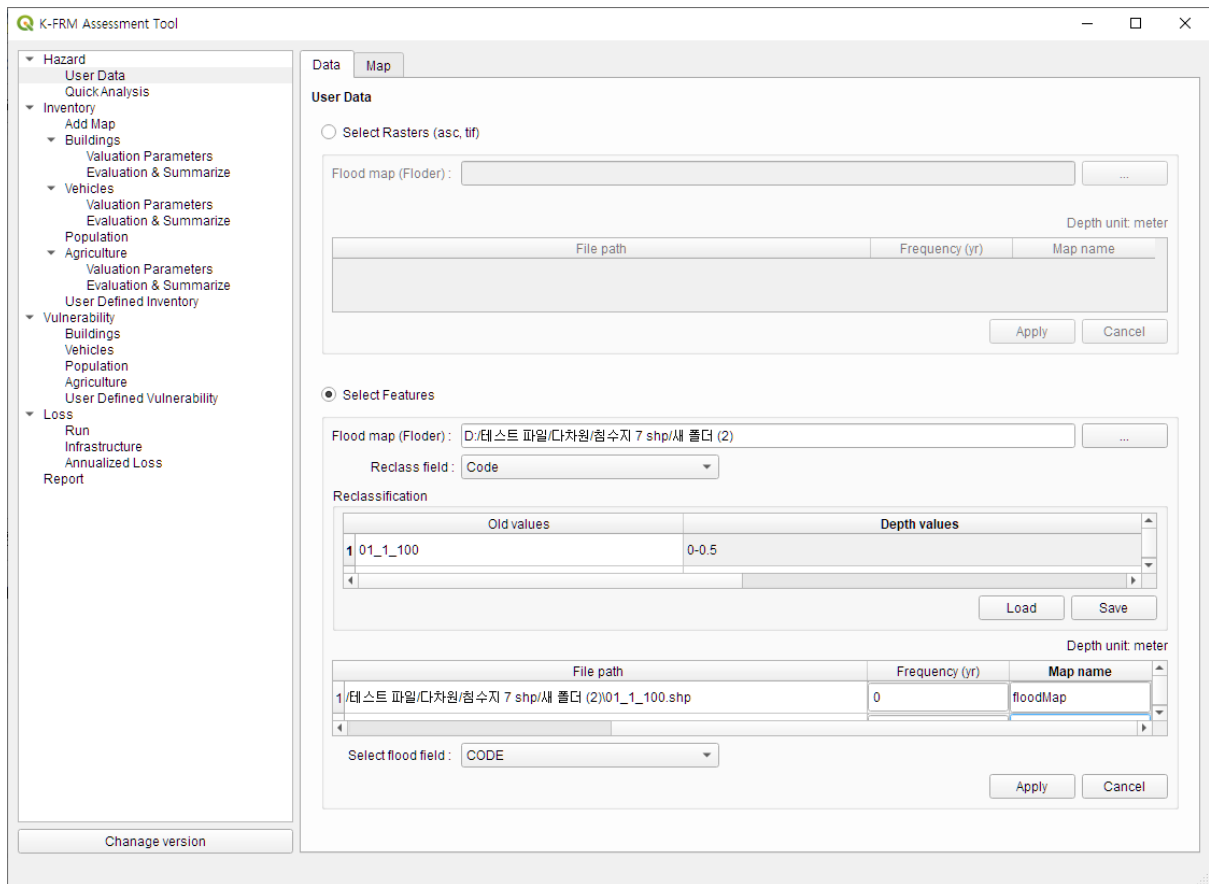 K-FRM Assessment Tool
Hazard
User Data
Quick Analysis
Inventory
Add Map
Buildings
Valuation Parameters
Evaluation & Summarize
Vehicles
Valuation Parameters
Evaluation & Summarize
Population
Agriculture
Valuation Parameters
Evaluation & Summarize
User Defined Inventory
Vulnerability
Buildings
Vehicles
Population
Agriculture
User Defined Vulnerability
Loss
Run
Infrastructure
Annualized Loss
Report
Chanage version
Data Map
User Data
Select Rasters (asc, tif)
Flood map (Floder) : ...
Depth unit: meter
File path Frequency (yr) Map name
Apply Cancel
Select Features
Flood map (Floder) : D:/테스트 파일/다차원/침수지 7 shp/새 폴더 (2) ...
Reclass field : Code
Reclassification
Old values Depth values
1 01_1_100 0-0.5
Load Save
Depth unit: meter
File path Frequency (yr) Map name
1 /테스트 파일/다차원/침수지 7 shp/새 폴더 (2)\01_1_100.shp 0 floodMap
Select flood field : CODE
Apply Cancel